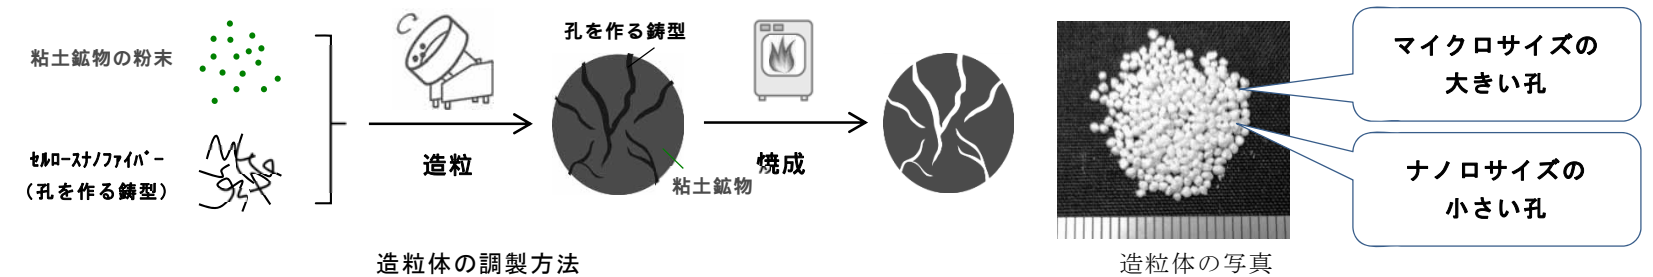 粘土鉱物の粉末
ｾﾙﾛｰｽﾅﾉﾌｧｲﾊﾞｰ
(孔を作る鋳型)
造粒
孔を作る鋳型
粘土鉱物
焼成
マイクロサイズの
大きい孔
ナノロサイズの
小さい孔
造粒体の調製方法
造粒体の写真